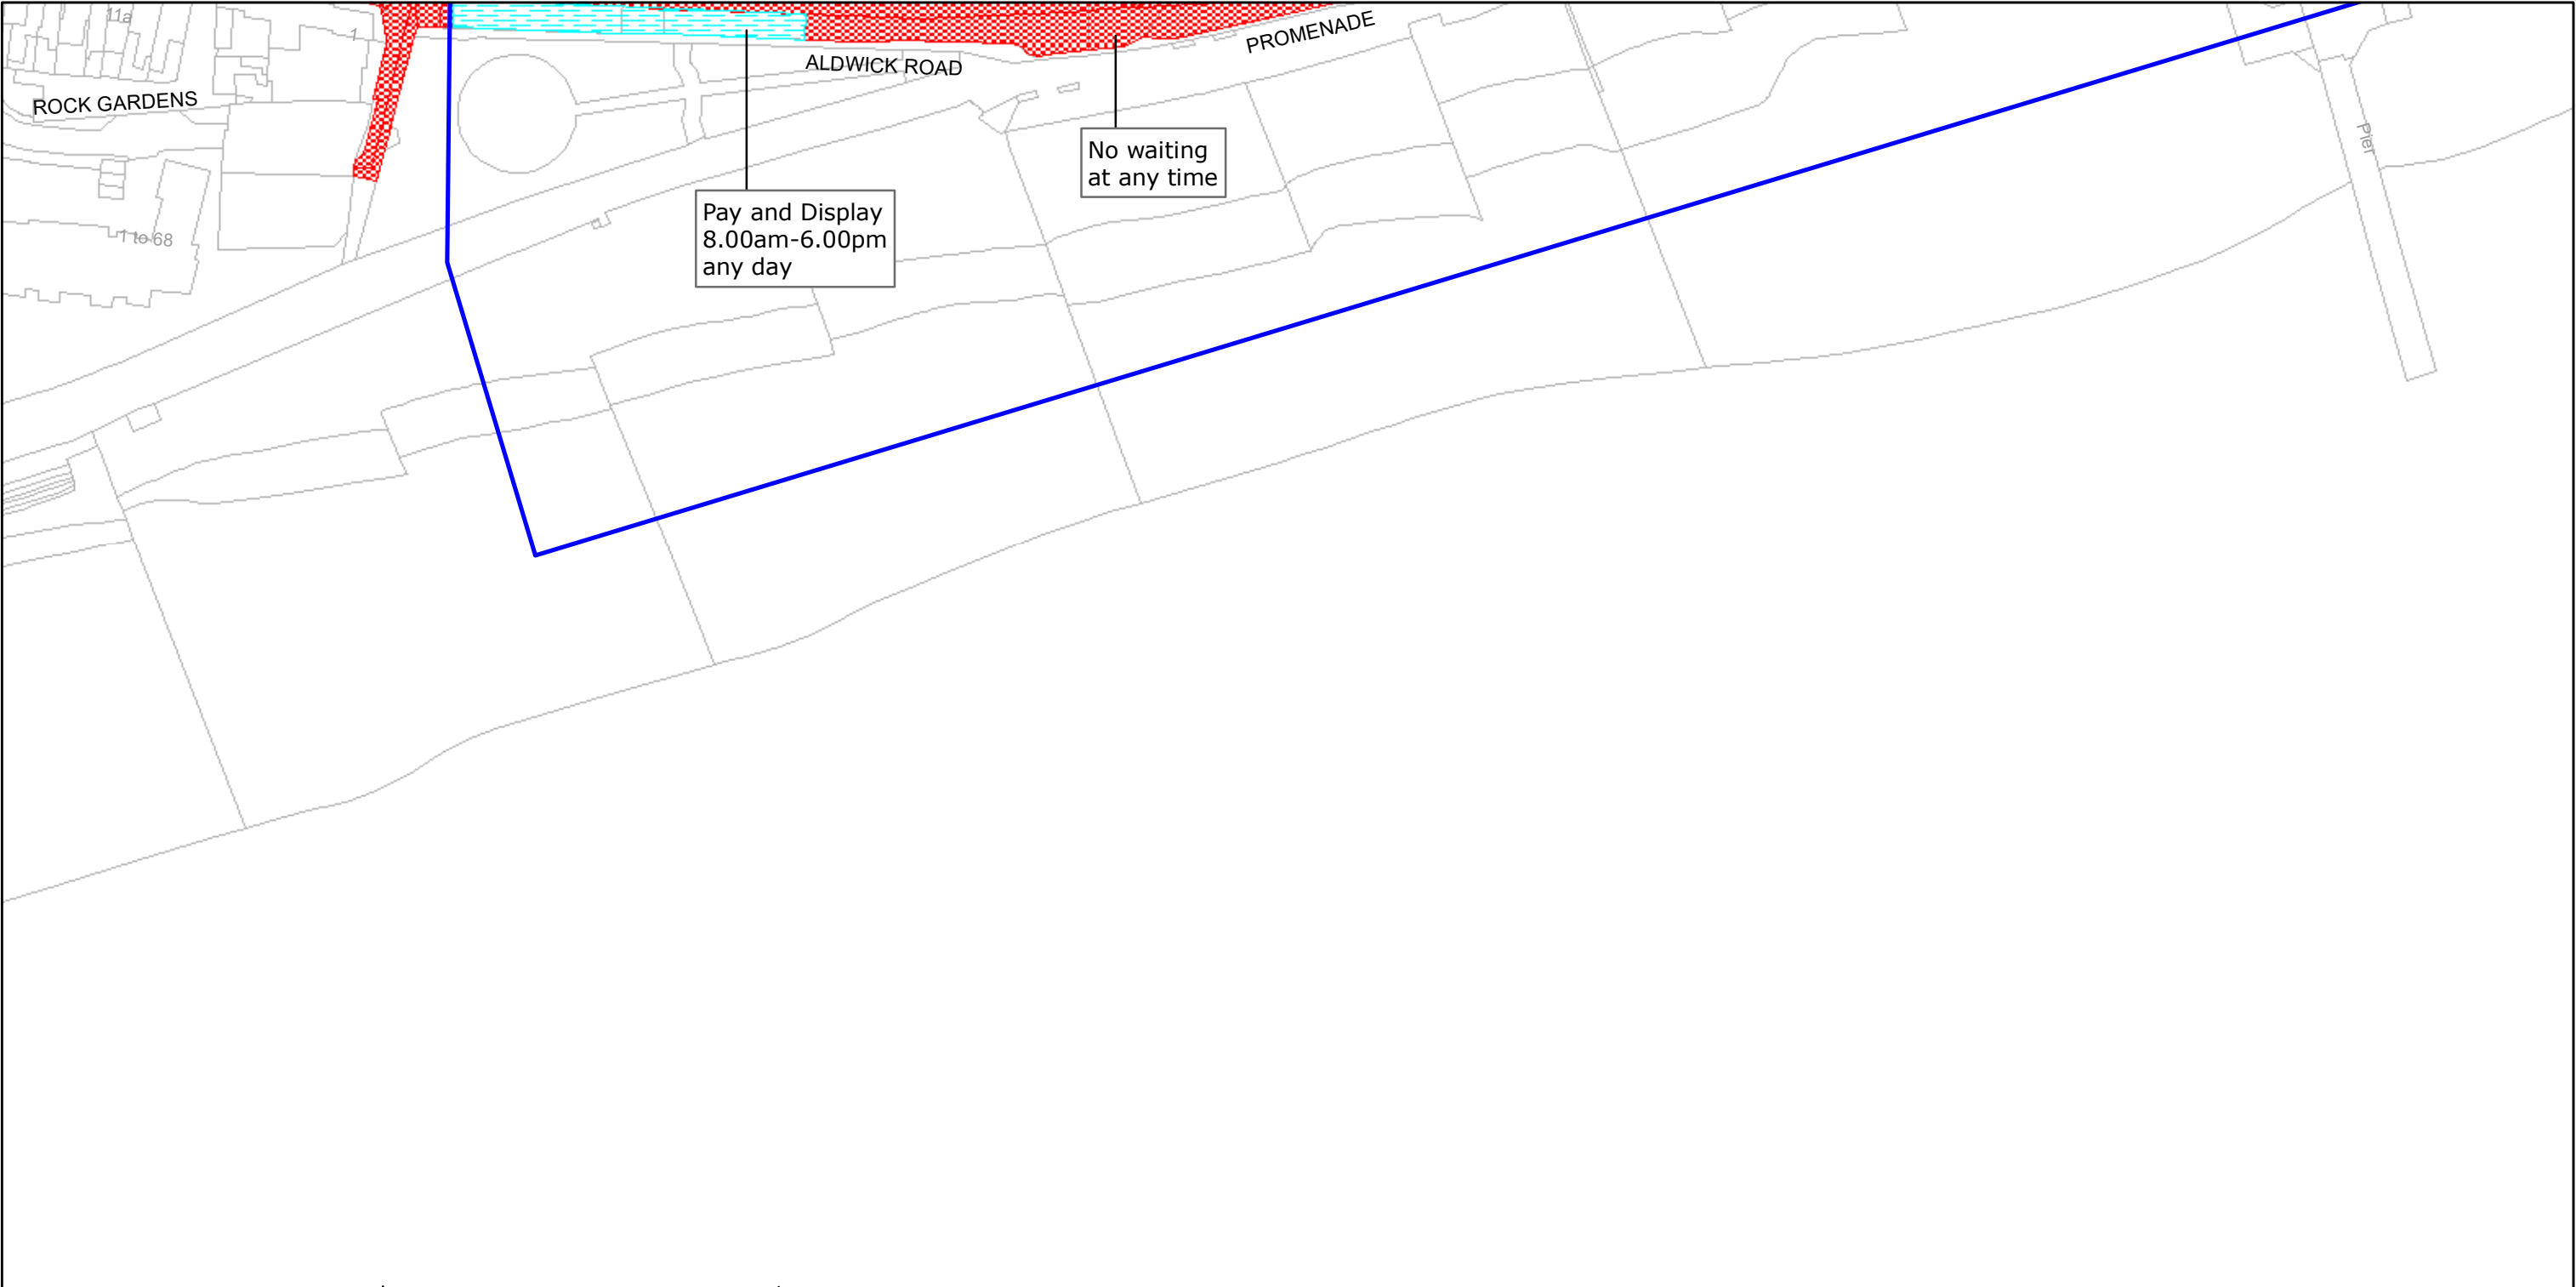 11a
1
PROMENADE
ALDWICK ROAD
ROCK GARDENS
Pier
No waiting
at any time
Pay and Display
8.00am-6.00pm
any day
1 to 68